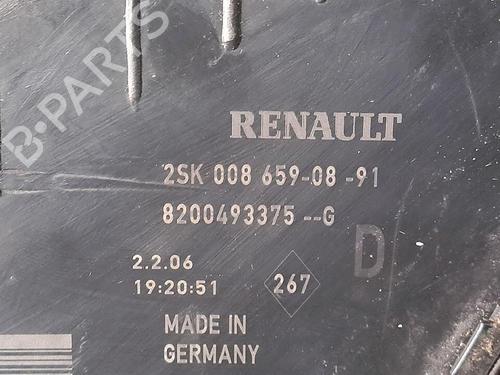 B-PARTS
RENAULT
2SK 008 659-08-91
8200493375--G
D
2.2.06
19:20:51
267
MADE IN
GERMANY